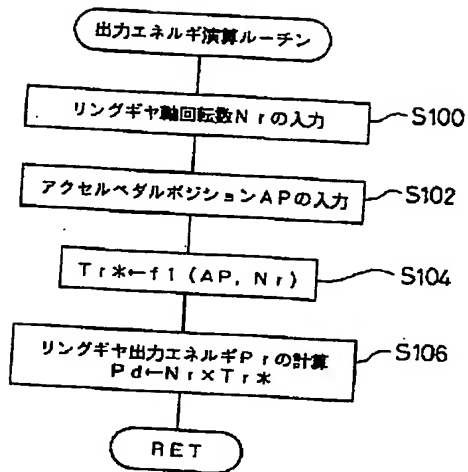 出力エネルギ演算ルーチン
リングギヤ軸回転数Nrの入力
S100
アクセルペダルポジションAPの入力
S102
Tr*←f1(AP,Nr)
S104
リングギヤ出力エネルギPrの計算
Pd←Nr×Tr*
S106
RET